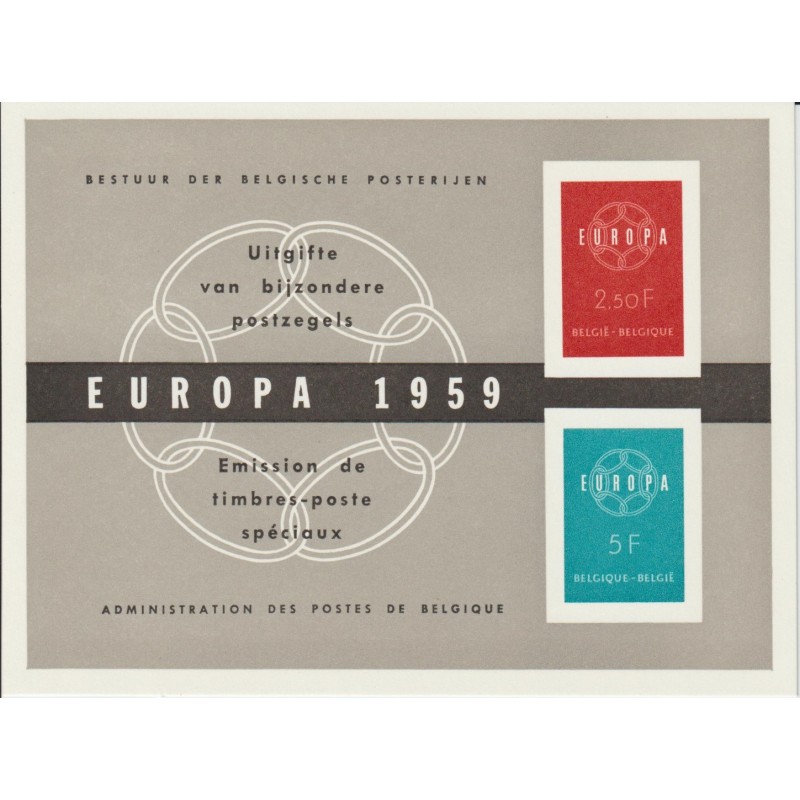 BESTUUR DER BELGISCHE POSTERIJEN
Uitgifte
van bijzondere
postzegels
EUROPA 1959
Emission de
timbres-poste
spéciaux
ADMINISTRATION DES POSTES DE BELGIQUE
EUROPA
2,50F
BELGIË-BELGIQUE
EUROPA
5F
BELGIQUE-BELGIË